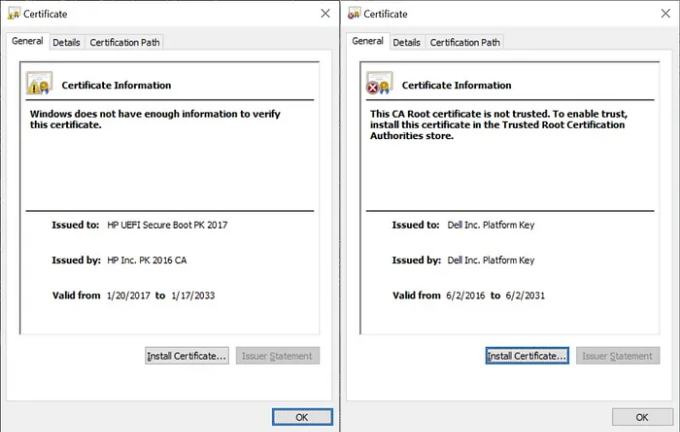 Certificate
General Details Certification Path
Certificate Information
Windows does not have enough information to verify
this certificate.
Issued to: HP UEFI Secure Boot PK 2017
Issued by: HP Inc. PK 2016 CA
Valid from 1/20/2017 to 1/17/2033
Install Certificate... Issuer Statement
OK
Certificate
General Details Certification Path
Certificate Information
This CA Root certificate is not trusted. To enable trust,
install this certificate in the Trusted Root Certification
Authorities store.
Issued to: Dell Inc. Platform Key
Issued by: Dell Inc. Platform Key
Valid from 6/2/2016 to 6/2/2031
Install Certificate... Issuer Statement
OK